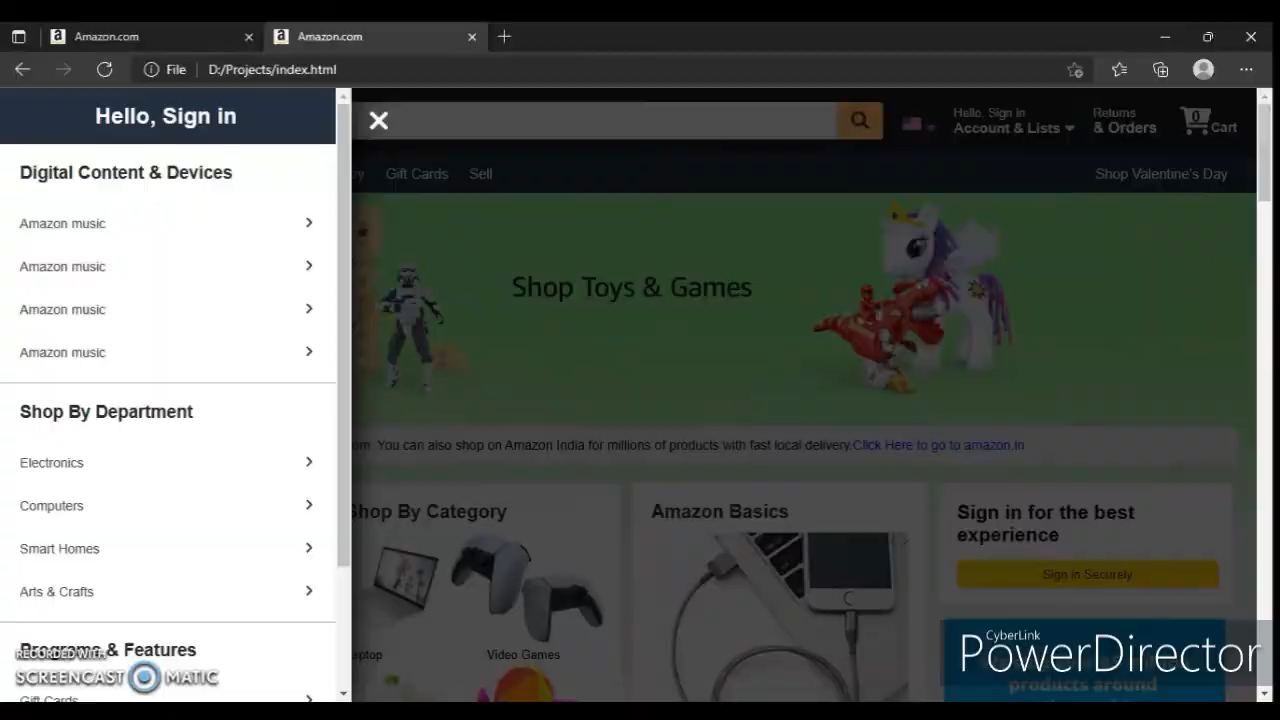 Amazon.com
Amazon.com
File
D:/Projects/index.html
Hello, Sign in
Digital Content & Devices
Amazon music
Amazon music
Amazon music
Amazon music
Shop By Department
Electronics
Computers
Smart Homes
Arts & Crafts
Programs & Features
Gift Cards
RECORDED WITH
SCREENCAST MATIC
Hello, Sign in
Account & Lists
Returns
& Orders
0
Cart
Gift Cards
Sell
Shop Valentine's Day
Shop Toys & Games
You can also shop on Amazon India for millions of products with fast local delivery.Click Here to go to amazon.in
Shop By Category
Video Games
Amazon Basics
Sign in for the best
experience
Sign in Securely
CyberLink
PowerDirector
products around